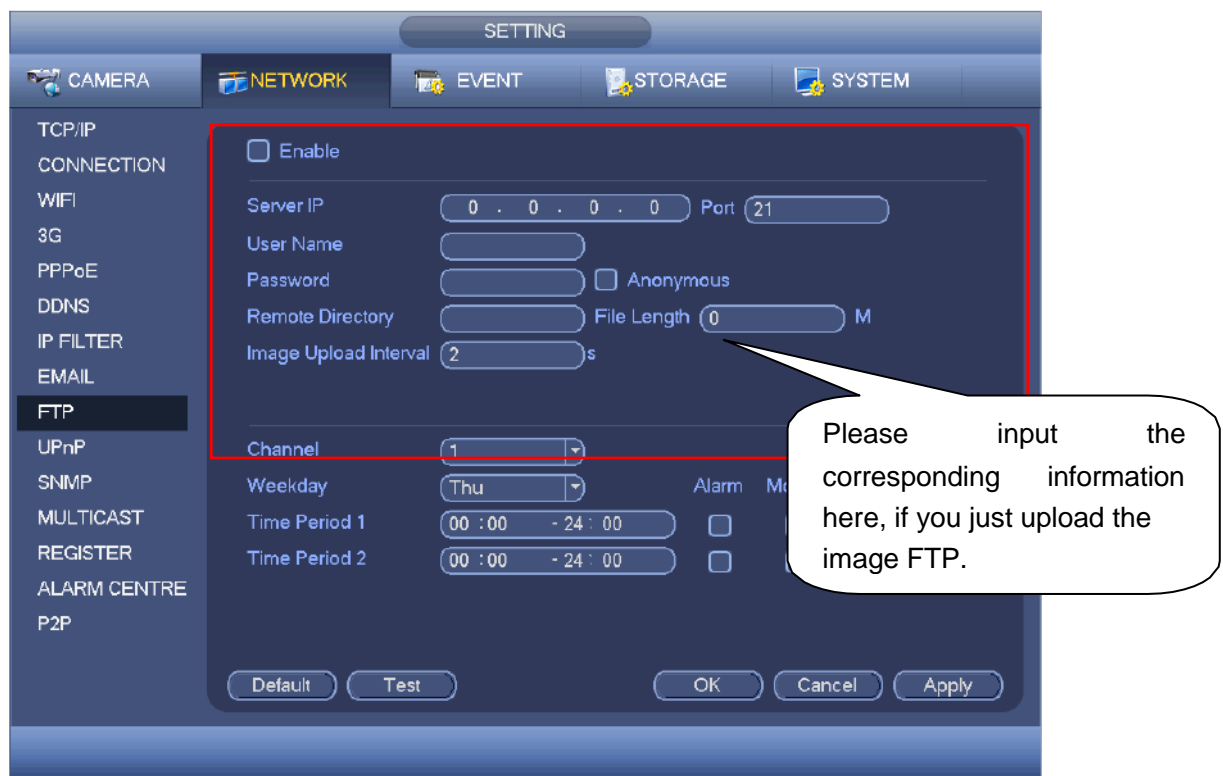 SETTING
CAMERA NETWORK EVENT STORAGE SYSTEM
TCP/IP
CONNECTION
WIFI
3G
PPPoE
DDNS
IP FILTER
EMAIL
FTP
UPnP
SNMP
MULTICAST
REGISTER
ALARM CENTRE
P2P
Enable
Server IP 0 . 0 . 0 . 0 Port 21
User Name
Password Anonymous
Remote Directory File Length 0 M
Image Upload Interval 2 s
Channel 1
Weekday Thu Alarm
Time Period 1 00 :00 - 24 : 00
Time Period 2 00 :00 - 24 : 00
Please input the
corresponding information
here, if you just upload the
image FTP.
Default Test OK Cancel Apply